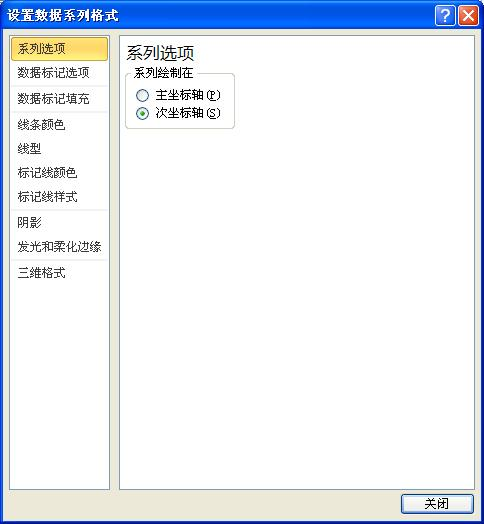 设置数据系列格式
系列选项
数据标记选项
数据标记填充
线条颜色
线型
标记线颜色
标记线样式
阴影
发光和柔化边缘
三维格式
系列选项
系列绘制在
主坐标轴(P)
次坐标轴(S)
关闭